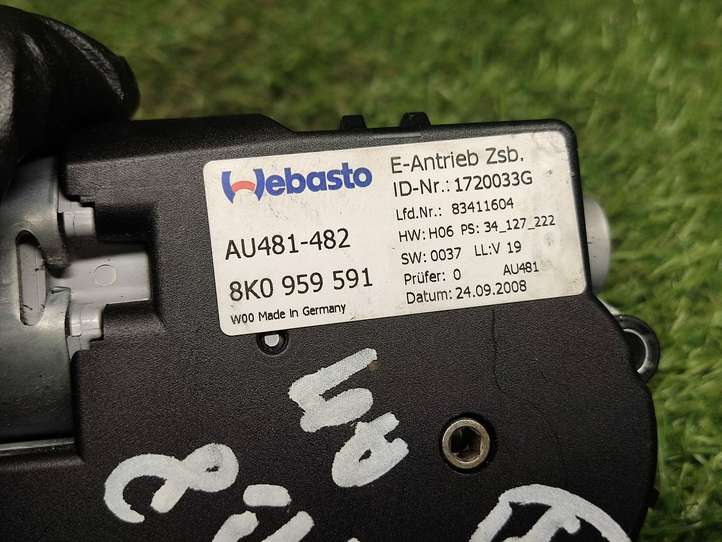 Webasto
AU481-482
8K0 959 591
W00 Made in Germany
E-Antrieb Zsb.
ID-Nr.: 1720033G
Lfd.Nr.: 83411604
HW: H06 PS: 34_127_222
SW: 0037 LL:V 19
Prüfer: 0 AU481
Datum: 24.09.2008